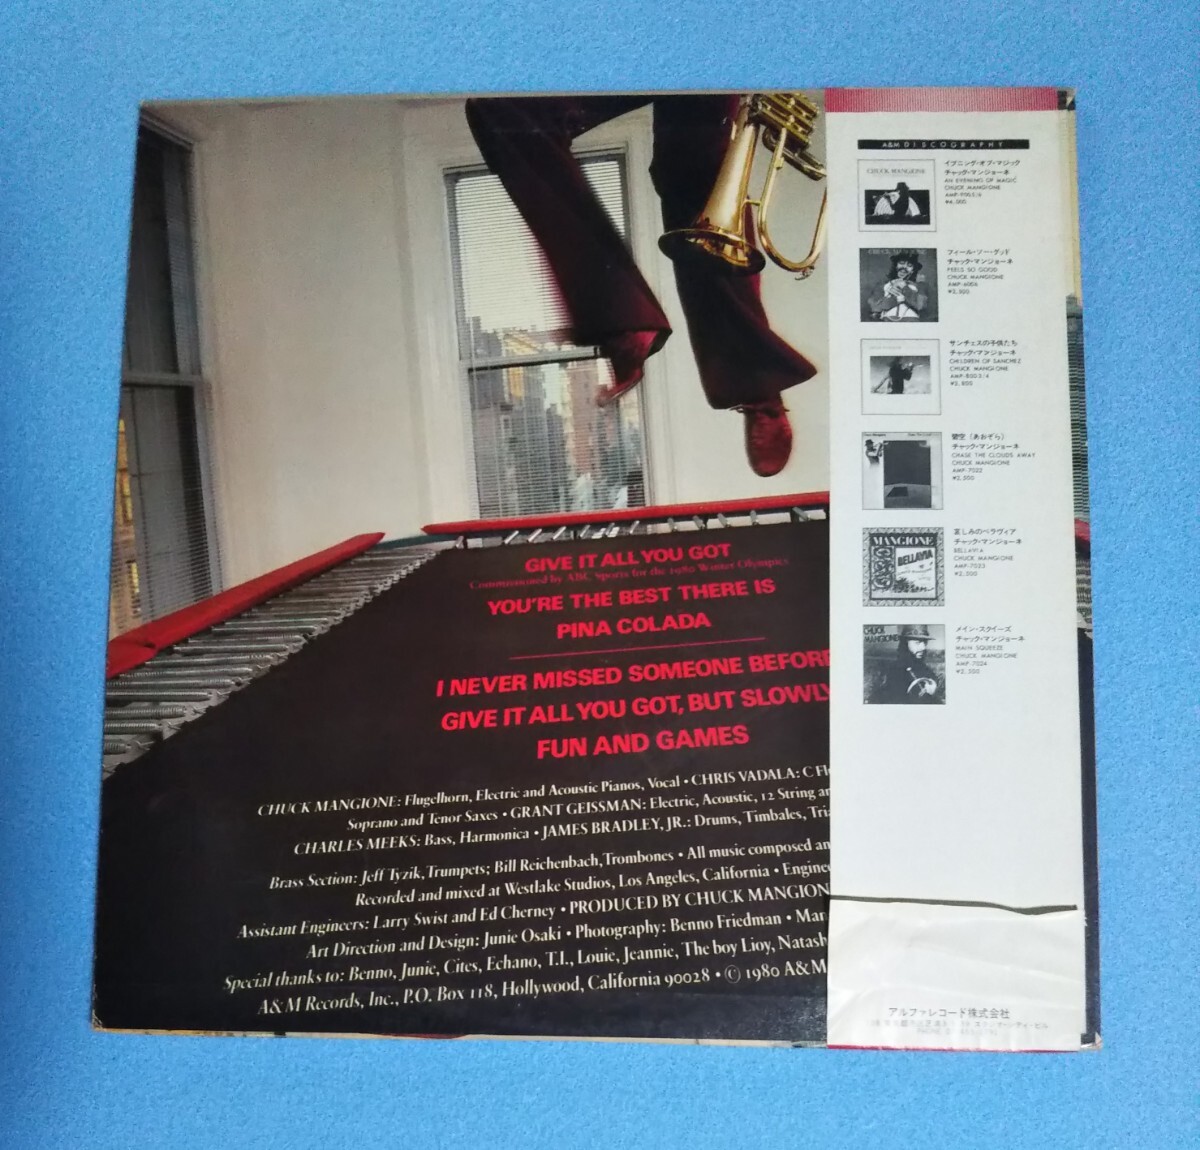 GIVE IT ALL YOU GOT
Commissioned by ABC Sports for the 1980 Winter Olympics
YOU'RE THE BEST THERE IS
PINA COLADA
I NEVER MISSED SOMEONE BEFORE
GIVE IT ALL YOU GOT, BUT SLOWLY
FUN AND GAMES
CHUCK MANGIONE: Flugelhorn, Electric and Acoustic Pianos, Vocal • CHRIS VADALA: C Fl
Soprano and Tenor Saxes • GRANT GEISSMAN: Electric, Acoustic, 12 String an
CHARLES MEEKS: Bass, Harmonica • JAMES BRADLEY, JR.: Drums, Timbales, Tria
Brass Section: Jeff Tyzik, Trumpets; Bill Reichenbach, Trombones • All music composed an
Recorded and mixed at Westlake Studios, Los Angeles, California • Engine
Assistant Engineers: Larry Swist and Ed Cherney • PRODUCED BY CHUCK MANGION
Art Direction and Design: Junie Osaki • Photography: Benno Friedman • Man
Special thanks to: Benno, Junie, Cites, Echano, T.I., Louie, Jeannie, The boy Lioy, Natash
A&M Records, Inc., P.O. Box 118, Hollywood, California 90028 • © 1980 A&M
A&M DISCOGRAPHY
CHUCK MANGIONE
イブニング・オブ・マジック
チャック・マンジョーネ
AN EVENING OF MAGIC
CHUCK MANGIONE
CHUCK MANGIONE
フィール・ソー・グッド
チャック・マンジョーネ
FEELS SO GOOD
CHUCK MANGIONE
AMP-6006
¥2,500
サンチェスの子供たち
チャック・マンジョーネ
CHILDREN OF SANCHEZ
CHUCK MANGIONE
AMP-8003/4
碧空(あおぞら)
チャック・マンジョーネ
CHASE THE CLOUDS AWAY
CHUCK MANGIONE
AMP-7022
¥2,500
MANGIONE
BELLAVIA
哀しみのベラヴィア
チャック・マンジョーネ
BELLAVIA
CHUCK MANGIONE
AMP-7023
¥2,500
CHUCK
MANGIONE
メイン・スクイーズ
チャック・マンジョーネ
MAIN SQUEEZE
CHUCK MANGIONE
AMP-7024
¥2,500
アルファレコード株式会社